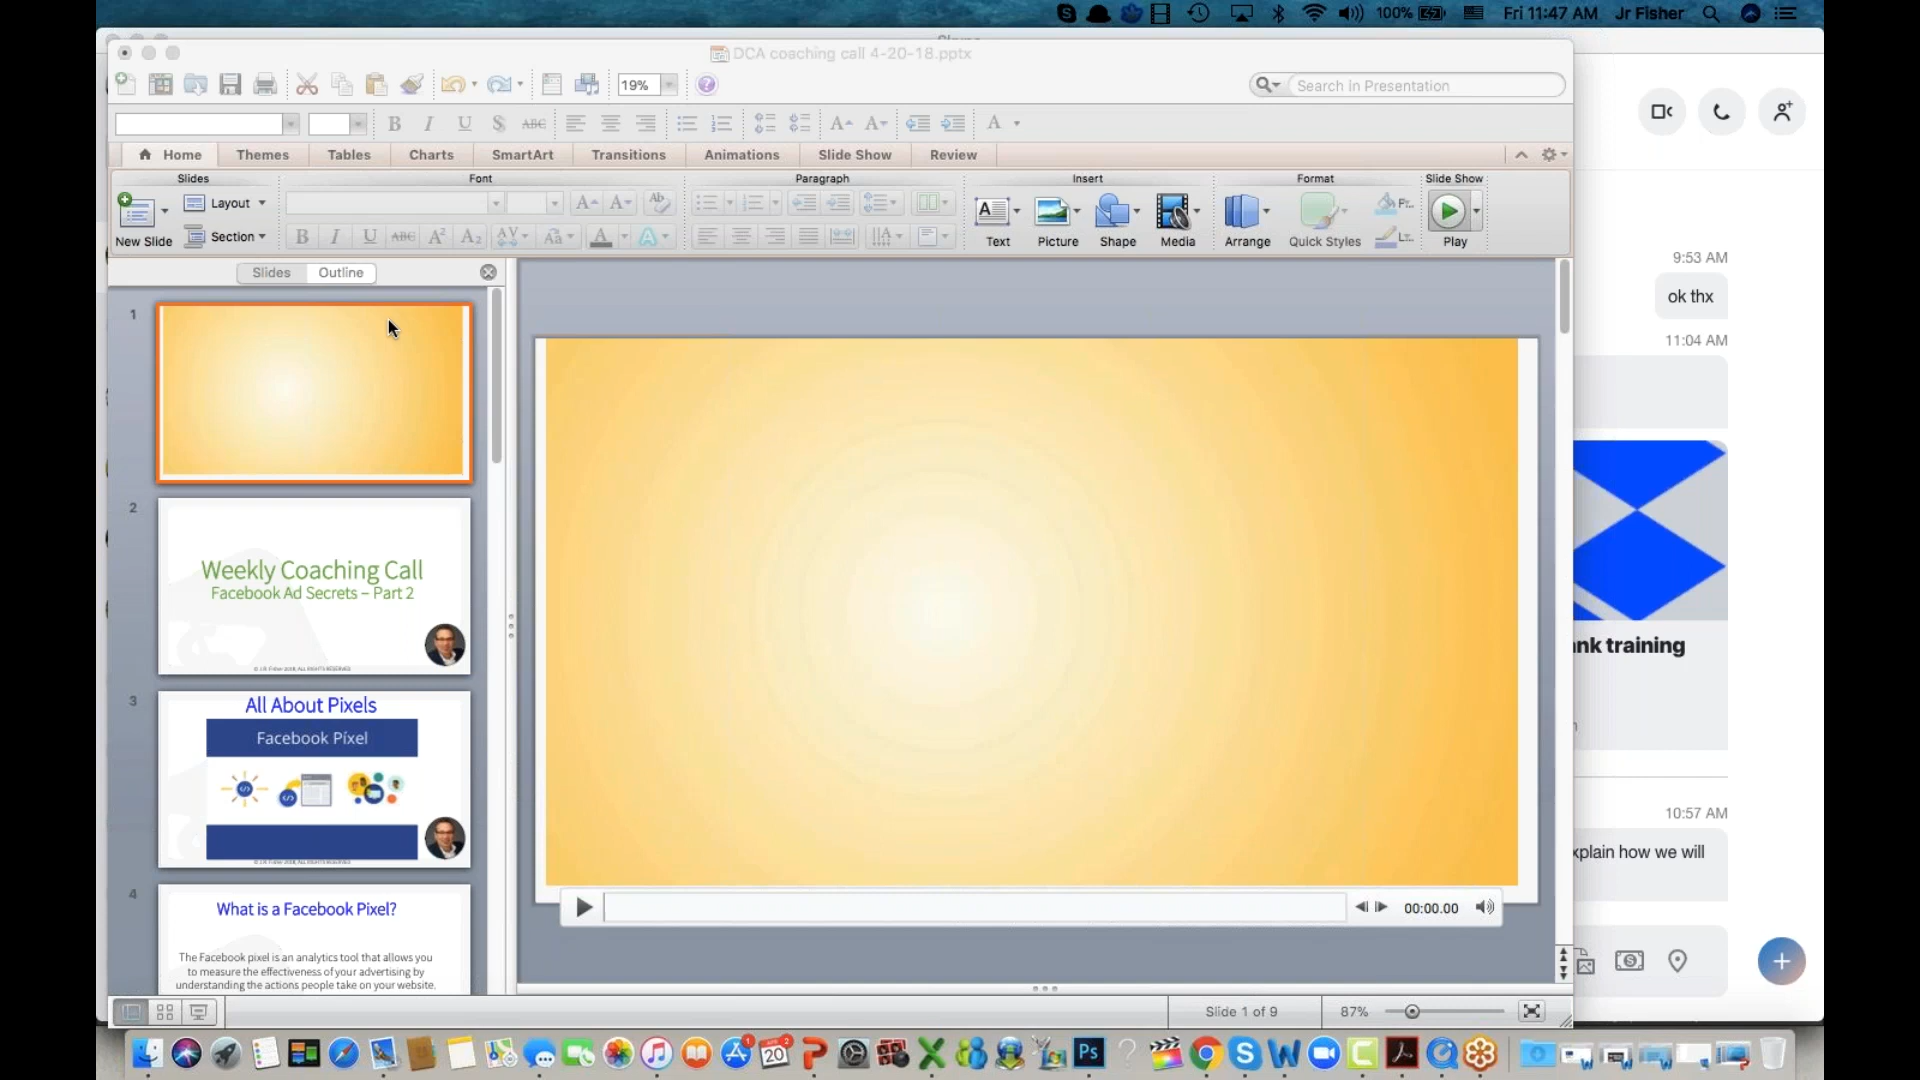 100%
Fri 11:47 AM
Jr Fisher
DCA coaching call 4-20-18.pptx
19%
Search in Presentation
Home
Themes
Tables
Charts
SmartArt
Transitions
Animations
Slide Show
Review
Slides
Font
Paragraph
Insert
Format
Slide Show
New Slide
Layout
Section
Text
Picture
Shape
Media
Arrange
Quick Styles
Play
Slides
Outline
1
2
Weekly Coaching Call
Facebook Ad Secrets – Part 2
3
All About Pixels
Facebook Pixel
4
What is a Facebook Pixel?
The Facebook pixel is an analytics tool that allows you
to measure the effectiveness of your advertising by
understanding the actions people take on your website.
00:00.00
Slide 1 of 9
87%
9:53 AM
ok thx
11:04 AM
ank training
10:57 AM
xplain how we will
20
Ps